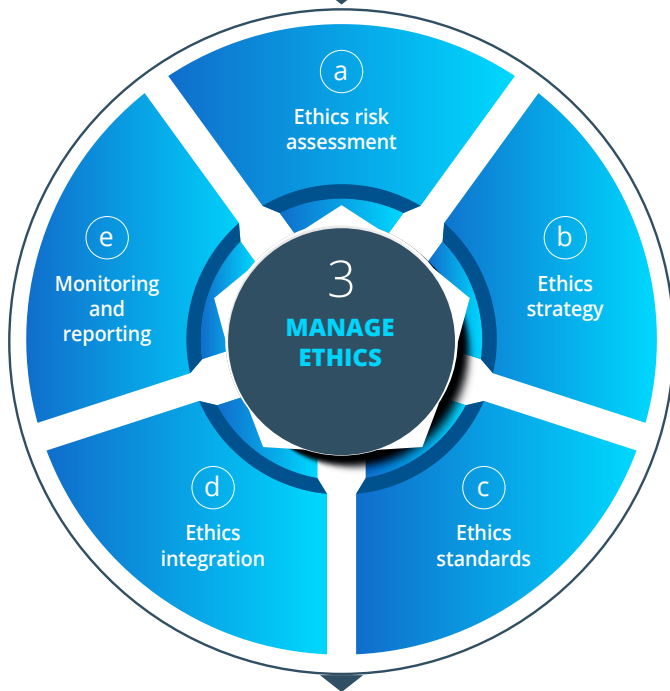 a
Ethics risk
assessment
b
Ethics
strategy
c
Ethics
standards
d
Ethics
integration
e
Monitoring
and
reporting
3
MANAGE
ETHICS